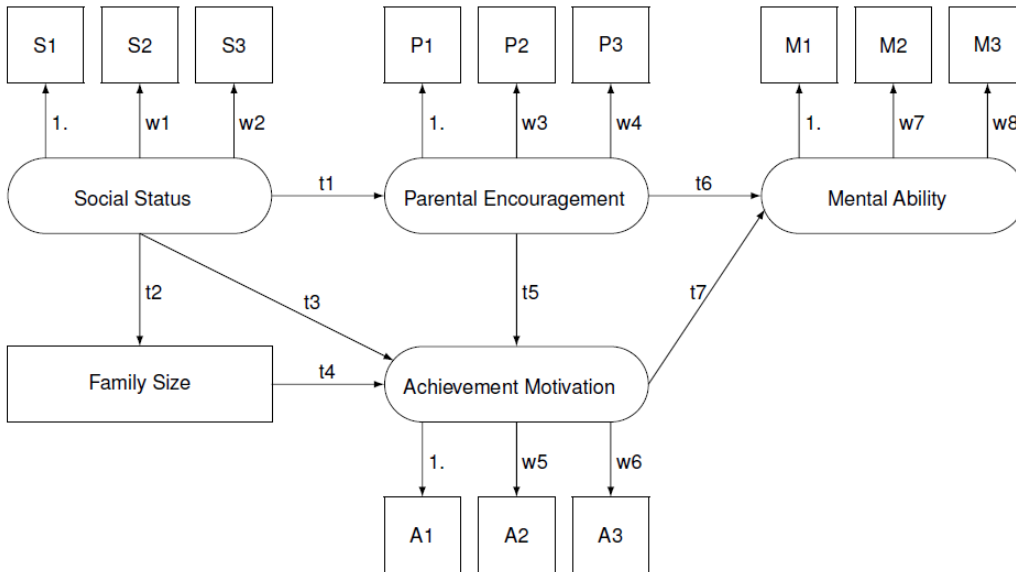 S1 S2 S3 P1 P2 P3 M1 M2 M3
1. w1 w2 1. w3 w4 1. w7 w8
Social Status t1 Parental Encouragement t6 Mental Ability
t2 t3 t5 t7
Family Size t4 Achievement Motivation
1. w5 w6
A1 A2 A3